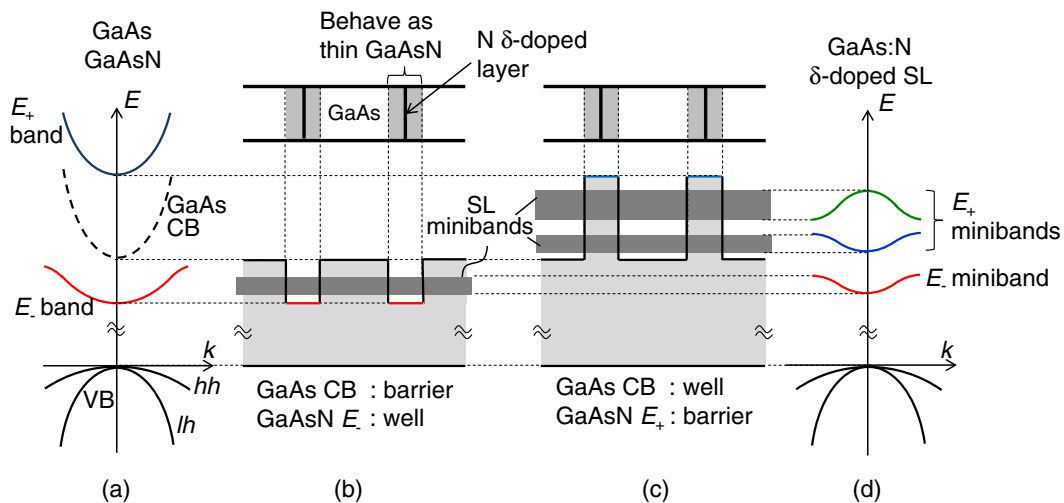 GaAs
GaAsN
E
E+
band
GaAs
CB
E- band
k
hh
VB
lh
(a)
Behave as
thin GaAsN
N δ-doped
layer
GaAs
SL
minibands
GaAs CB : barrier
GaAsN E- : well
(b)
GaAs CB : well
GaAsN E+ : barrier
(c)
GaAs:N
δ-doped SL
E
E+
minibands
E- miniband
k
(d)